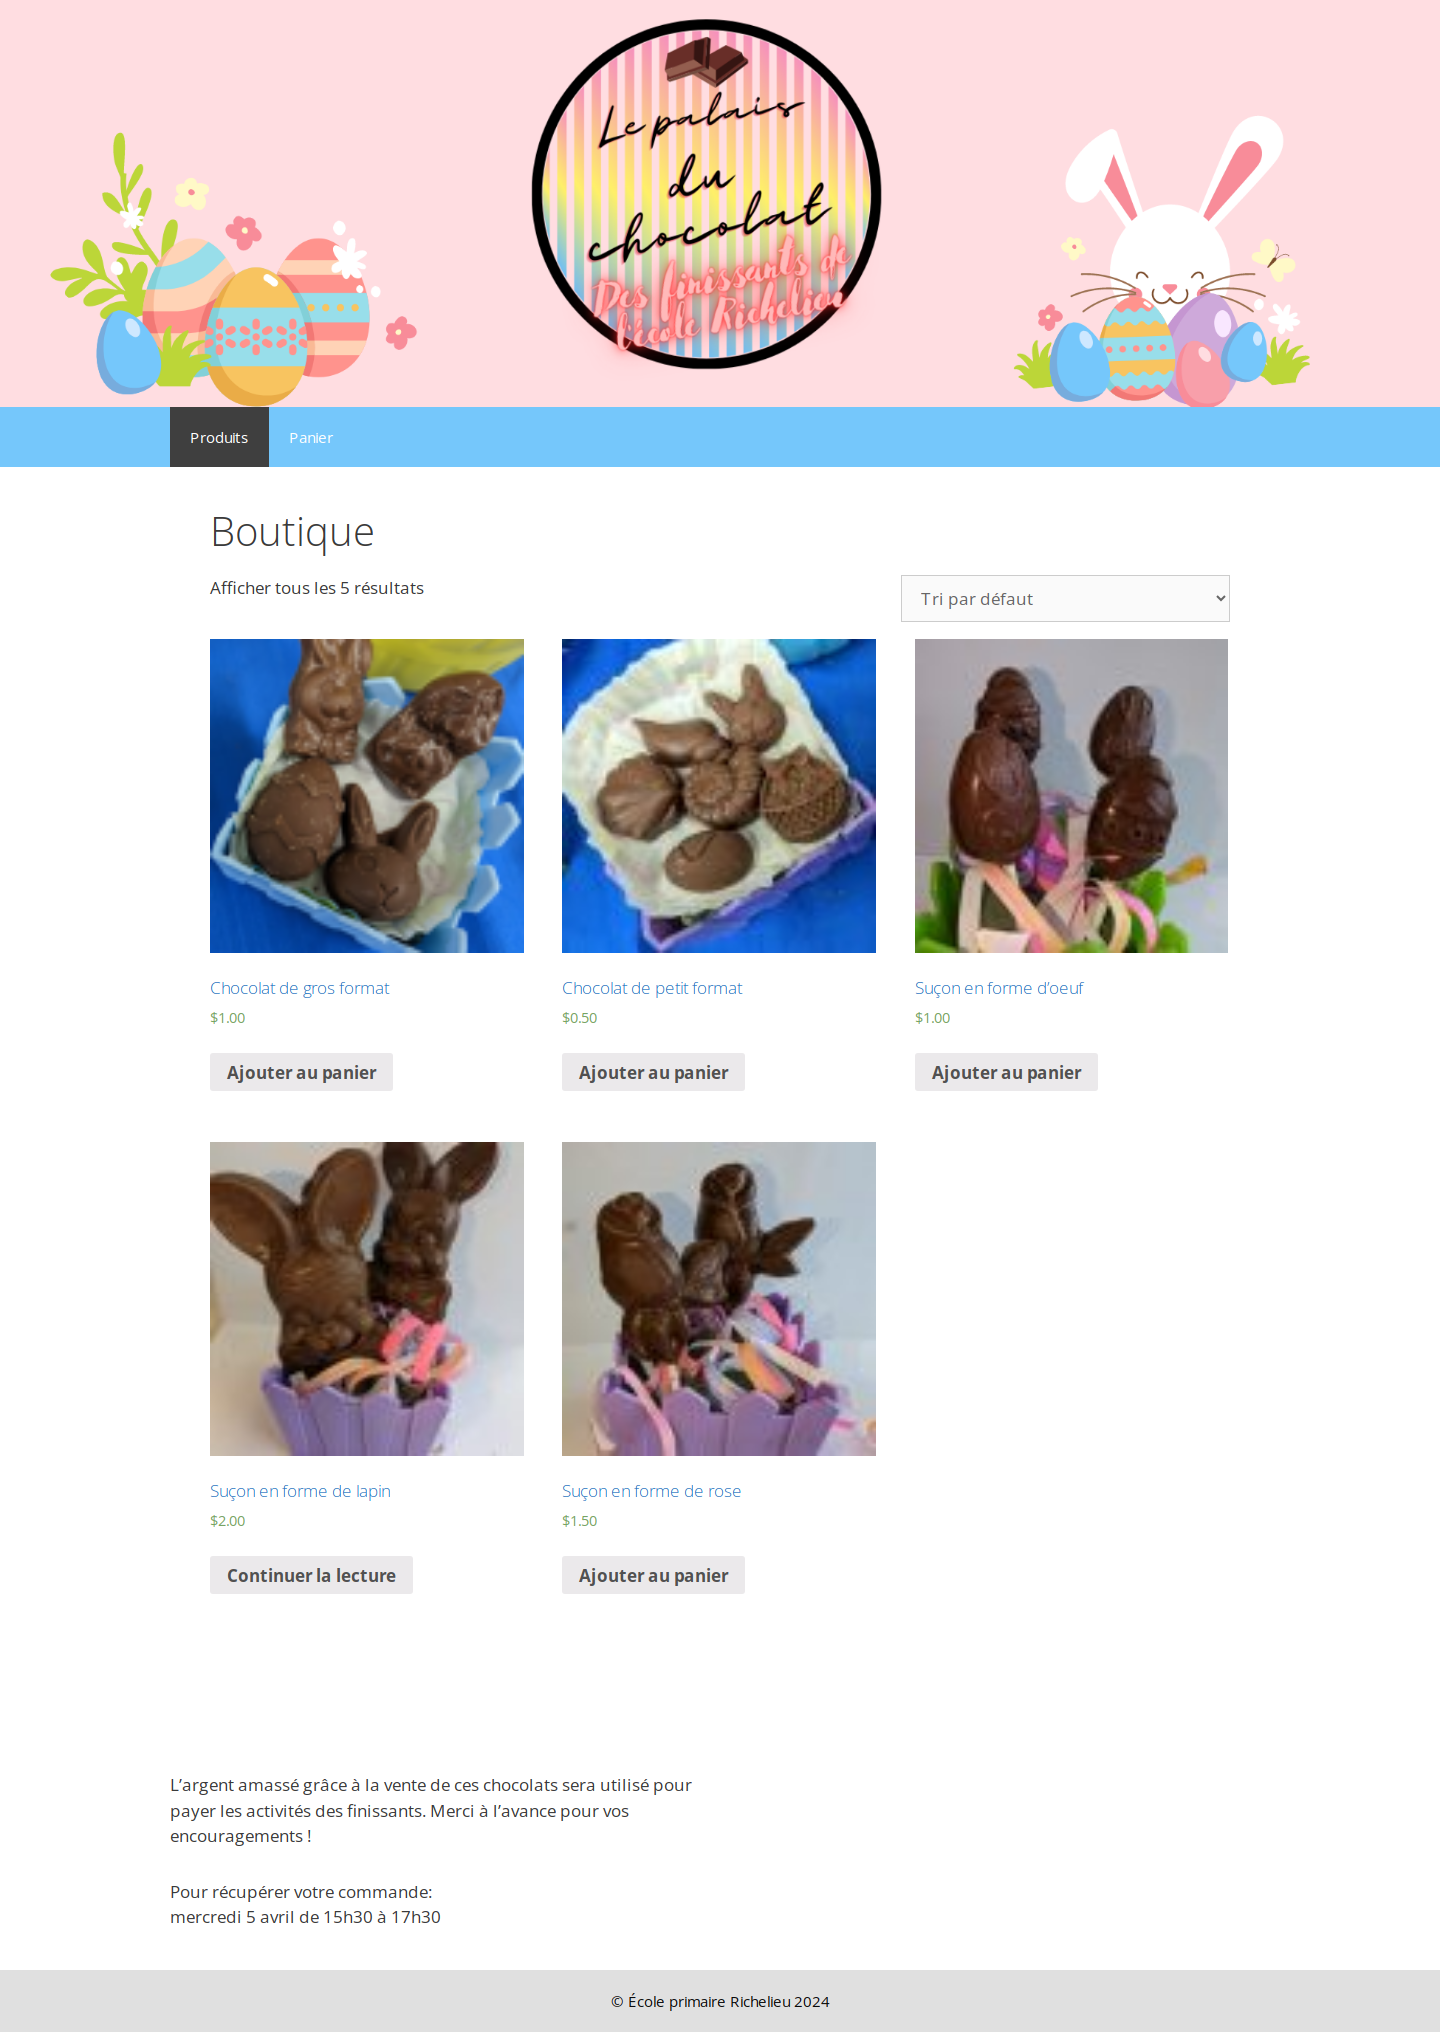 Le palais
du
chocolat
Des finissants de
l'école Richelieu
Produits
Panier
Boutique
Afficher tous les 5 résultats
Tri par défaut
Chocolat de gros format
$1.00
Ajouter au panier
Chocolat de petit format
$0.50
Ajouter au panier
Suçon en forme d’oeuf
$1.00
Ajouter au panier
Suçon en forme de lapin
$2.00
Continuer la lecture
Suçon en forme de rose
$1.50
Ajouter au panier
L’argent amassé grâce à la vente de ces chocolats sera utilisé pour
payer les activités des finissants. Merci à l’avance pour vos
encouragements !
Pour récupérer votre commande:
mercredi 5 avril de 15h30 à 17h30
© École primaire Richelieu 2024